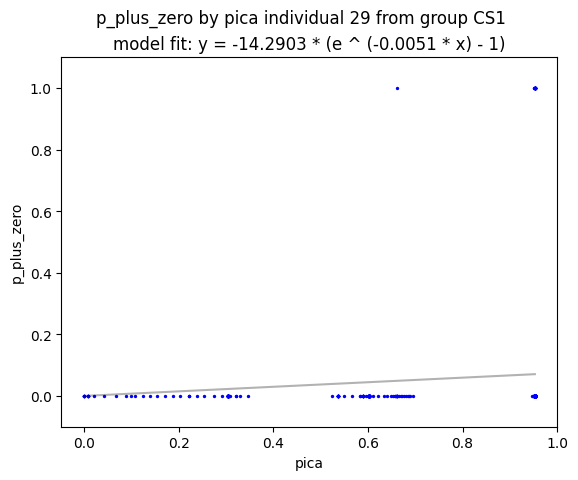 p_plus_zero by pica individual 29 from group CS1
model fit: y = -14.2903 * (e ^ (-0.0051 * x) - 1)
1.0
0.8
0.6
0.4
0.2
0.0
p_plus_zero
0.0 0.2 0.4 0.6 0.8 1.0
pica